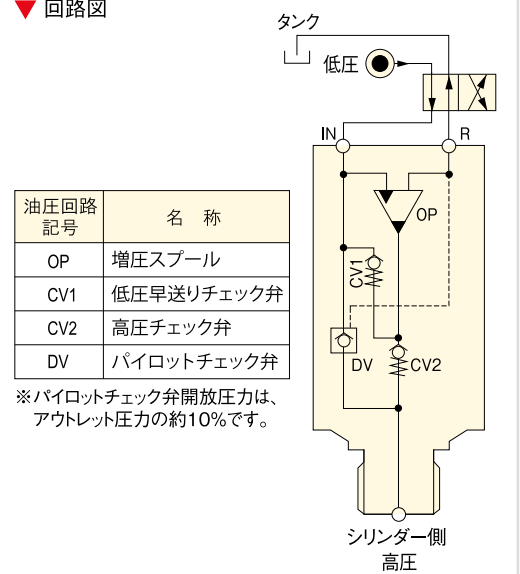 ▼ 回路図
タンク
低圧
IN
R
OP
CV1
DV
CV2
シリンダー側
高圧
油圧回路
記号
名 称
OP
増圧スプール
CV1
低圧早送りチェック弁
CV2
高圧チェック弁
DV
パイロットチェック弁
※パイロットチェック弁開放圧力は、
アウトレット圧力の約10%です。